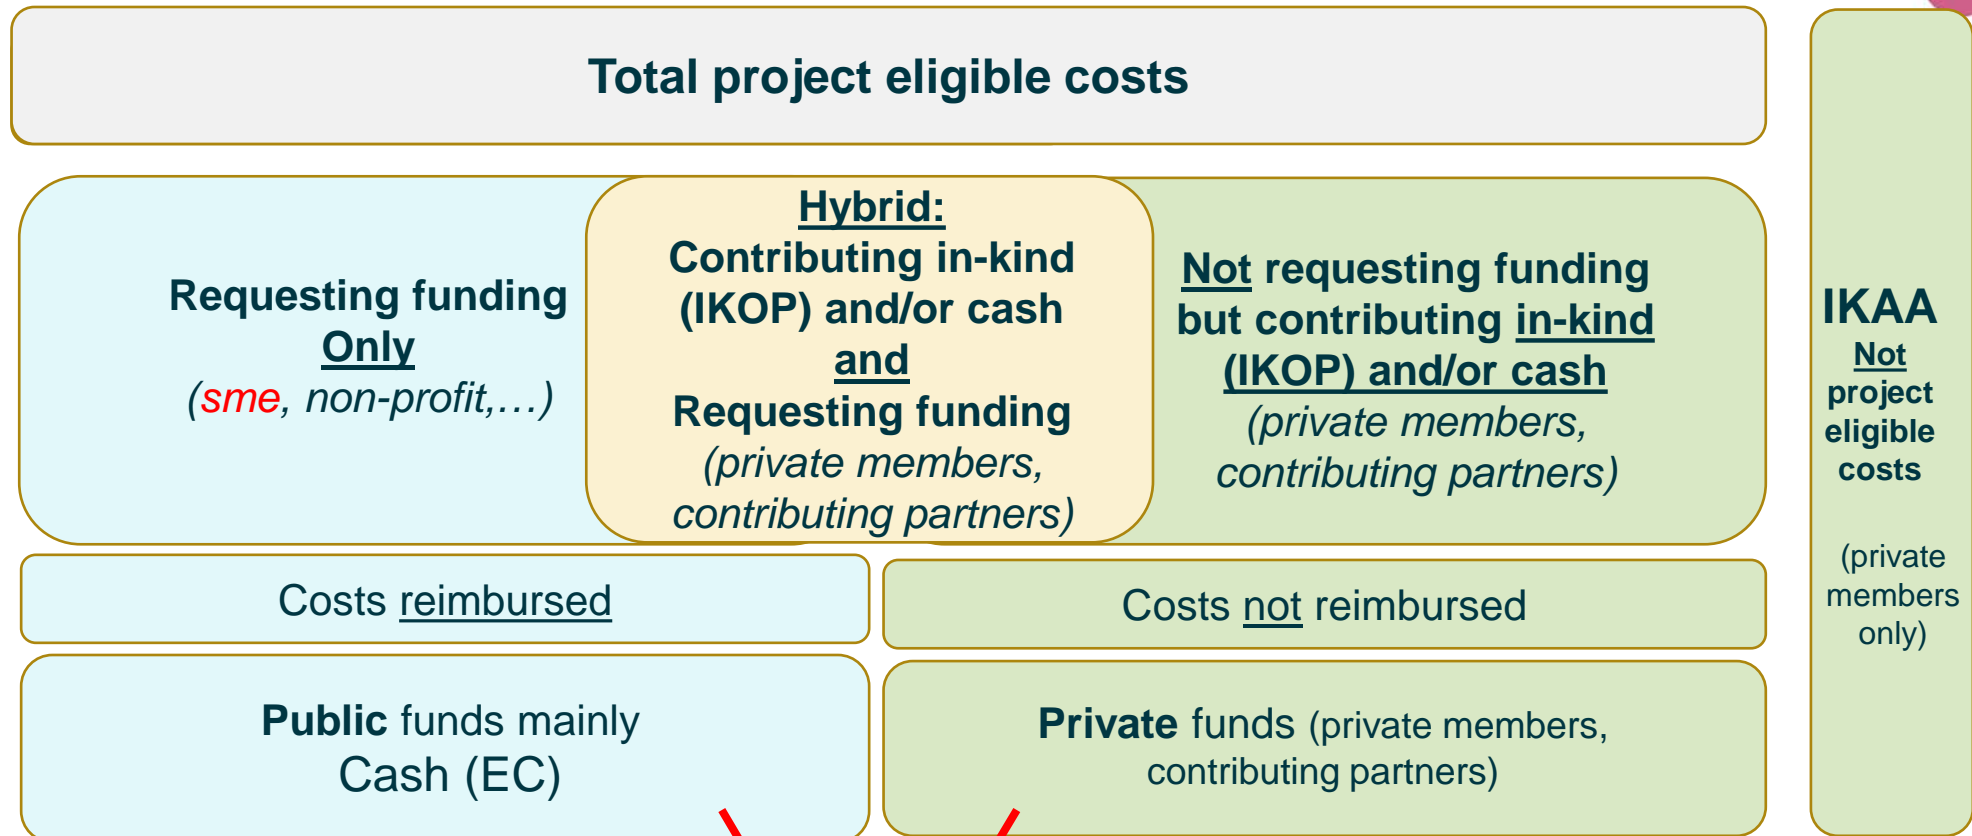 Total project eligible costs
Requesting funding
Only
(sme, non-profit,…)
Hybrid:
Contributing in-kind
(IKOP) and/or cash
and
Requesting funding
(private members,
contributing partners)
Not requesting funding
but contributing in-kind
(IKOP) and/or cash
(private members,
contributing partners)
Costs reimbursed
Costs not reimbursed
Public funds mainly
Cash (EC)
Private funds (private members,
contributing partners)
IKAA
Not
project
eligible
costs
(private
members
only)